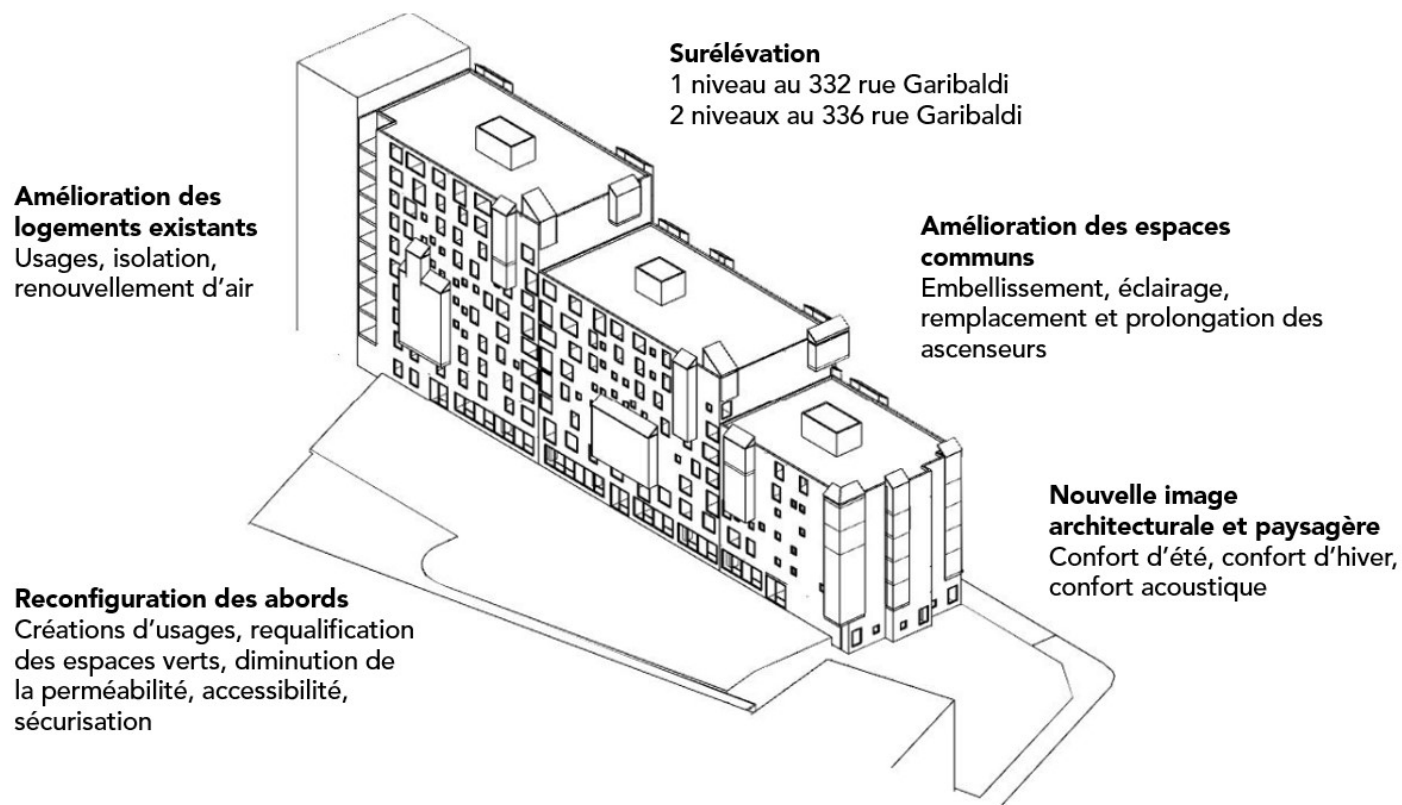 Surélévation
1 niveau au 332 rue Garibaldi
2 niveaux au 336 rue Garibaldi
Amélioration des
logements existants
Usages, isolation,
renouvellement d’air
Amélioration des espaces
communs
Embellissement, éclairage,
remplacement et prolongation des
ascenseurs
Nouvelle image
architecturale et paysagère
Confort d’été, confort d’hiver,
confort acoustique
Reconfiguration des abords
Créations d’usages, requalification
des espaces verts, diminution de
la perméabilité, accessibilité,
sécurisation